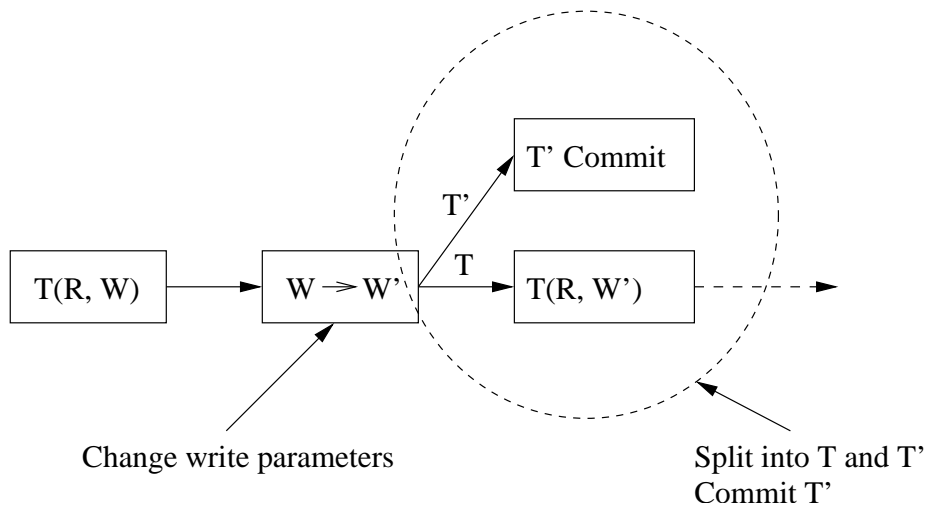 T’ Commit
T’
T
T(R, W)
W → W’
T(R, W’)
Change write parameters
Split into T and T’
Commit T’